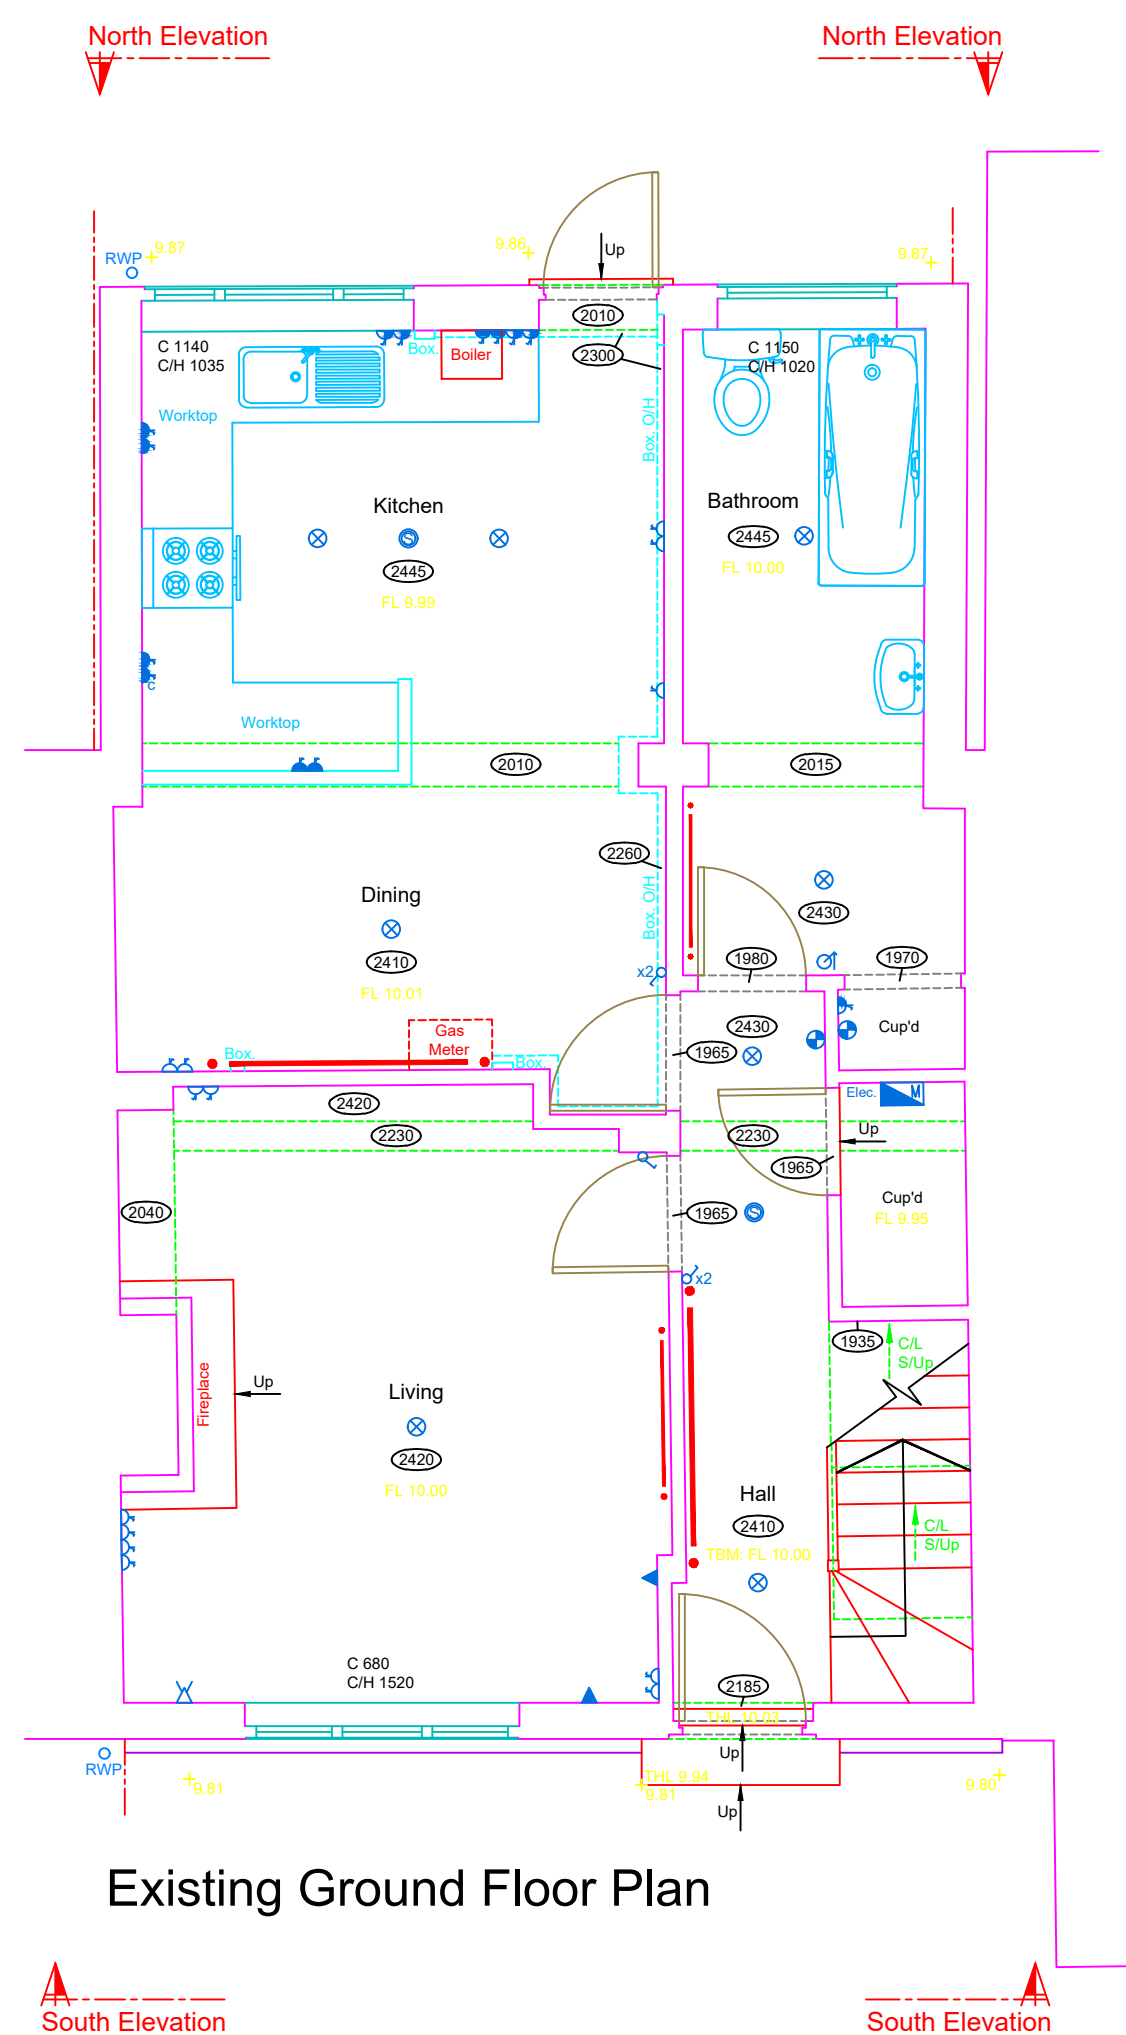 North Elevation
North Elevation
RWP
9.87
9.86
Up
9.87
2010
2300
C 1140
C/H 1035
Box.
Boiler
C 1150
C/H 1020
Worktop
Box. O/H
Kitchen
S
2445
FL 9.99
Bathroom
2445
FL 10.00
c
Worktop
2010
2015
2260
Dining
2410
FL 10.01
Box. O/H
x2
2430
1980
1970
Gas
Meter
Box.
Box.
2430
1965
Cup'd
2420
2230
2230
Elec.
M
Up
1965
2040
1965
S
Cup'd
FL 9.95
x2
1935
C/L
S/Up
Fireplace
Up
Living
2420
FL 10.00
Hall
2410
TBM: FL 10.00
C/L
S/Up
C 680
C/H 1520
2185
THL 10.03
Up
RWP
9.81
THL 9.94
9.81
9.80
Up
Existing Ground Floor Plan
South Elevation
South Elevation